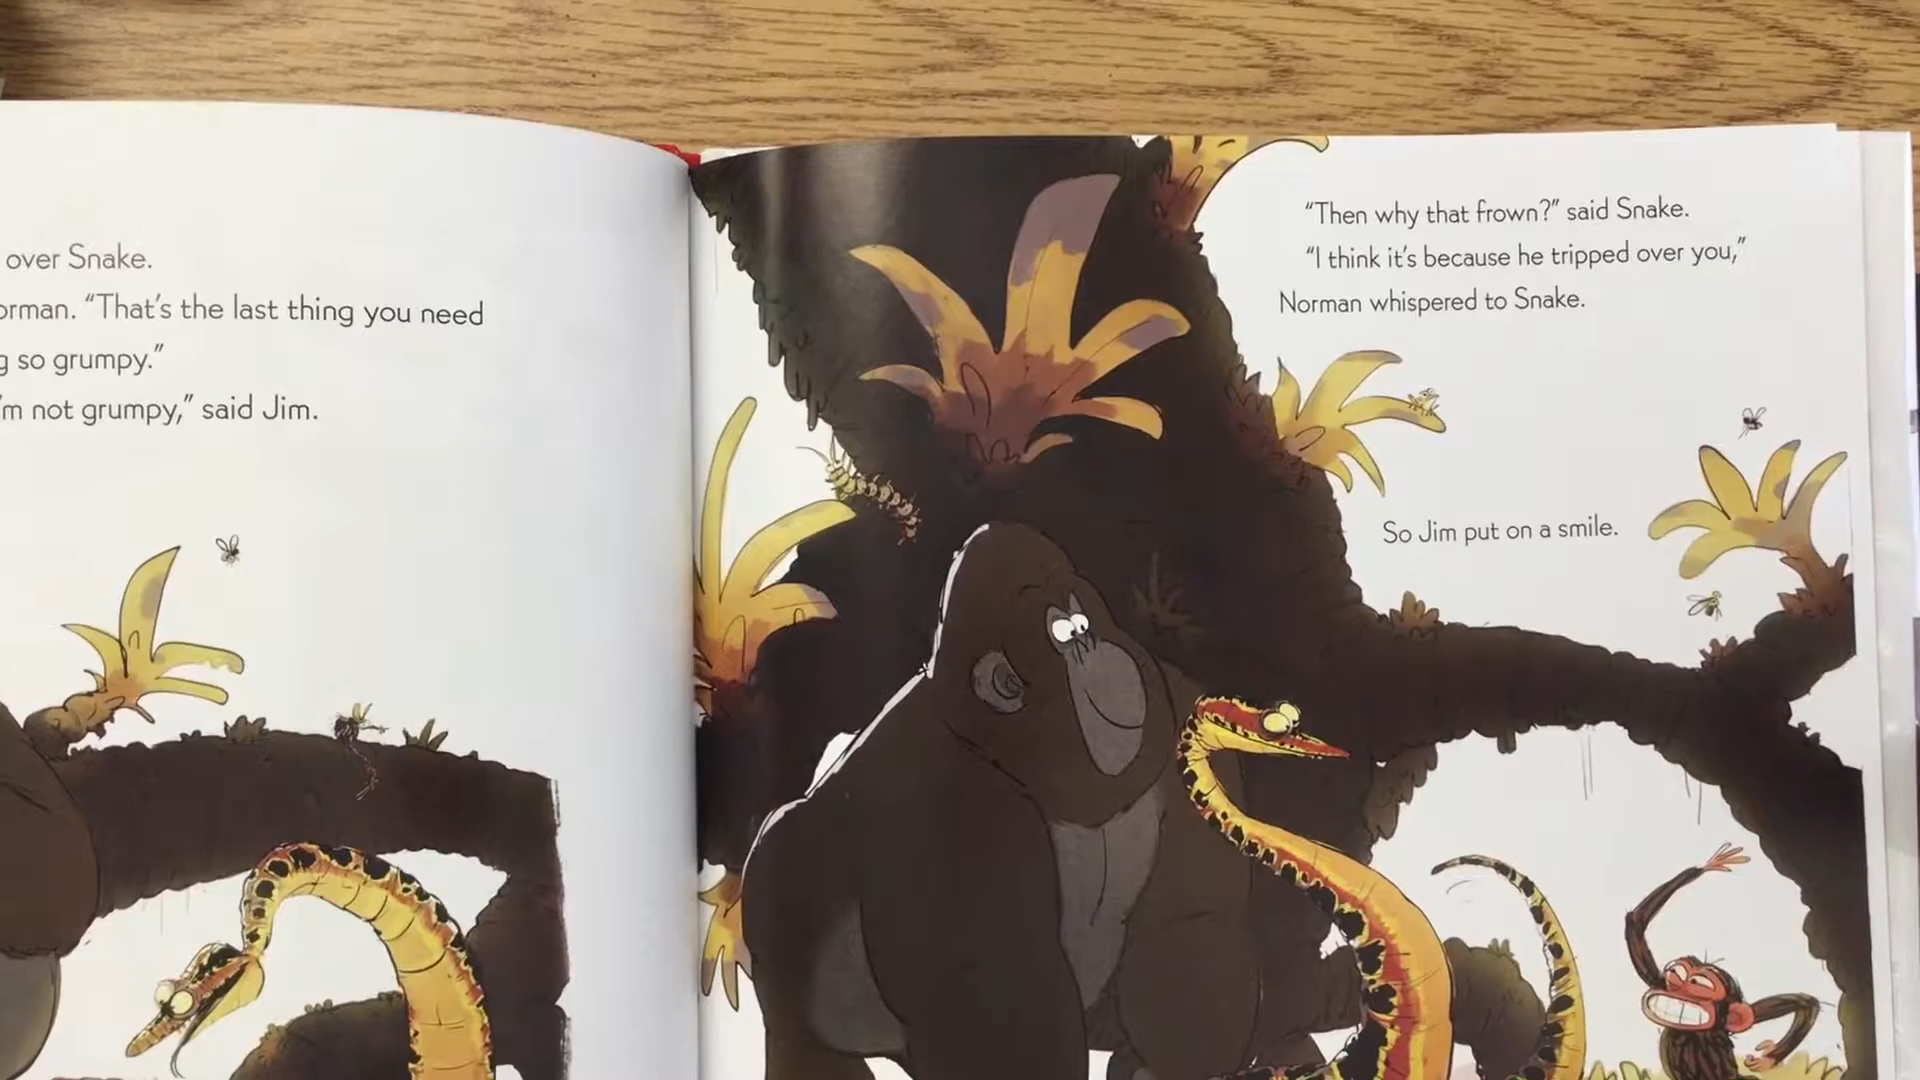 over Snake.
orman. “That’s the last thing you need
g so grumpy.”
’m not grumpy,” said Jim.
“Then why that frown?” said Snake.
“I think it’s because he tripped over you,”
Norman whispered to Snake.
So Jim put on a smile.